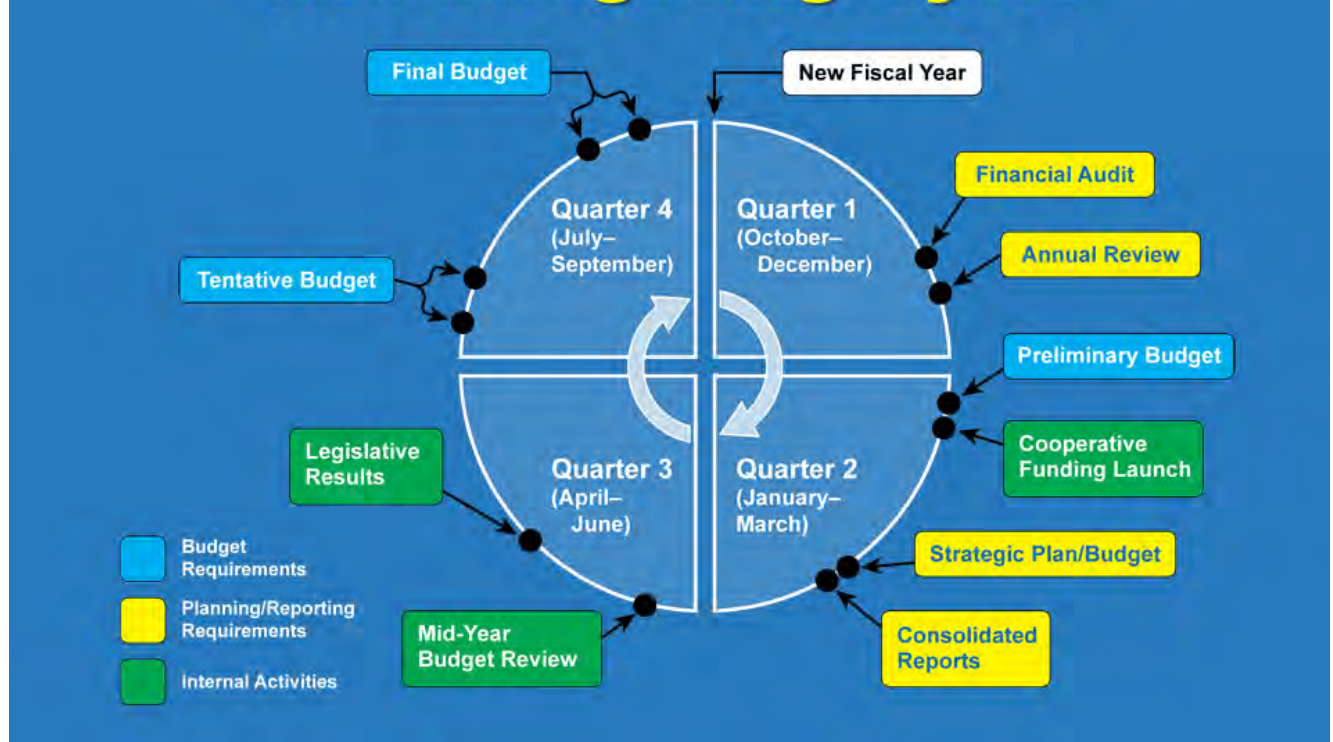 Final Budget
New Fiscal Year
Financial Audit
Quarter 4
(July–
September)
Quarter 1
(October–
December)
Annual Review
Tentative Budget
Preliminary Budget
Legislative
Results
Cooperative
Funding Launch
Quarter 3
(April–
June)
Quarter 2
(January–
March)
Budget
Requirements
Strategic Plan/Budget
Planning/Reporting
Requirements
Mid-Year
Budget Review
Consolidated
Reports
Internal Activities